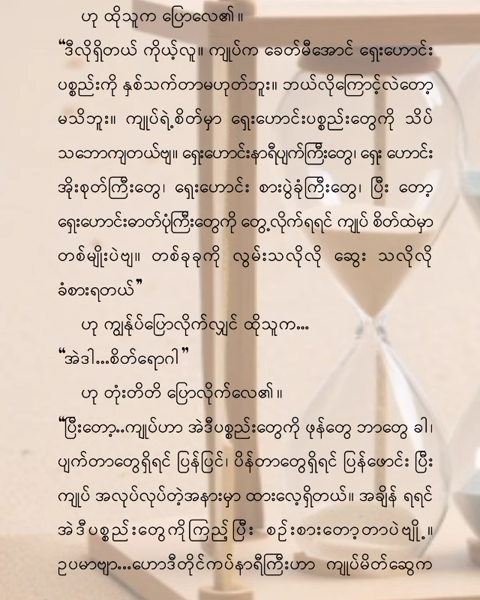 ဟု ထိုသူက ပြောလေ၏။
“ဒီလိုရှိတယ် ကိုယ့်လူ။ ကျုပ်က ခေတ်မီအောင် ရှေးဟောင်း
ပစ္စည်းကို နှစ်သက်တာမဟုတ်ဘူး။ ဘယ်လိုကြောင့်လဲတော့
မသိဘူး။ ကျုပ်ရဲ့စိတ်မှာ ရှေးဟောင်းပစ္စည်းတွေကို သိပ်
သဘောကျတယ်ဗျ။ ရှေးဟောင်းနာရီပျက်ကြီးတွေ၊ ရှေး ဟောင်း
အိုးစုတ်ကြီးတွေ၊ ရှေးဟောင်း စားပွဲခုံကြီးတွေ၊ ပြီး တော့
ရှေးဟောင်းဓာတ်ပုံကြီးတွေကို တွေ့လိုက်ရရင် ကျုပ် စိတ်ထဲမှာ
တစ်မျိုးပဲဗျ။ တစ်ခုခုကို လွမ်းသလိုလို ဆွေး သလိုလို
ခံစားရတယ်”
ဟု ကျွန်ုပ်ပြောလိုက်လျှင် ထိုသူက...
“အဲဒါ...စိတ်ရောဂါ”
ဟု တုံးတိတိ ပြောလိုက်လေ၏။
“ပြီးတော့..ကျုပ်ဟာ အဲဒီပစ္စည်းတွေကို ဖုန်တွေ ဘာတွေ ခါ၊
ပျက်တာတွေရှိရင် ပြန်ပြင်၊ ပိန်တာတွေရှိရင် ပြန်ဖောင်း ပြီး
ကျုပ် အလုပ်လုပ်တဲ့အနားမှာ ထားလေ့ရှိတယ်။ အချိန် ရရင်
အဲဒီပစ္စည်းတွေကိုကြည့်ပြီး စဉ်းစားတော့တာပဲဗျို့။
ဥပမာဗျာ...ဟောဒီတိုင်ကပ်နာရီကြီးဟာ ကျုပ်မိတ်ဆွေက